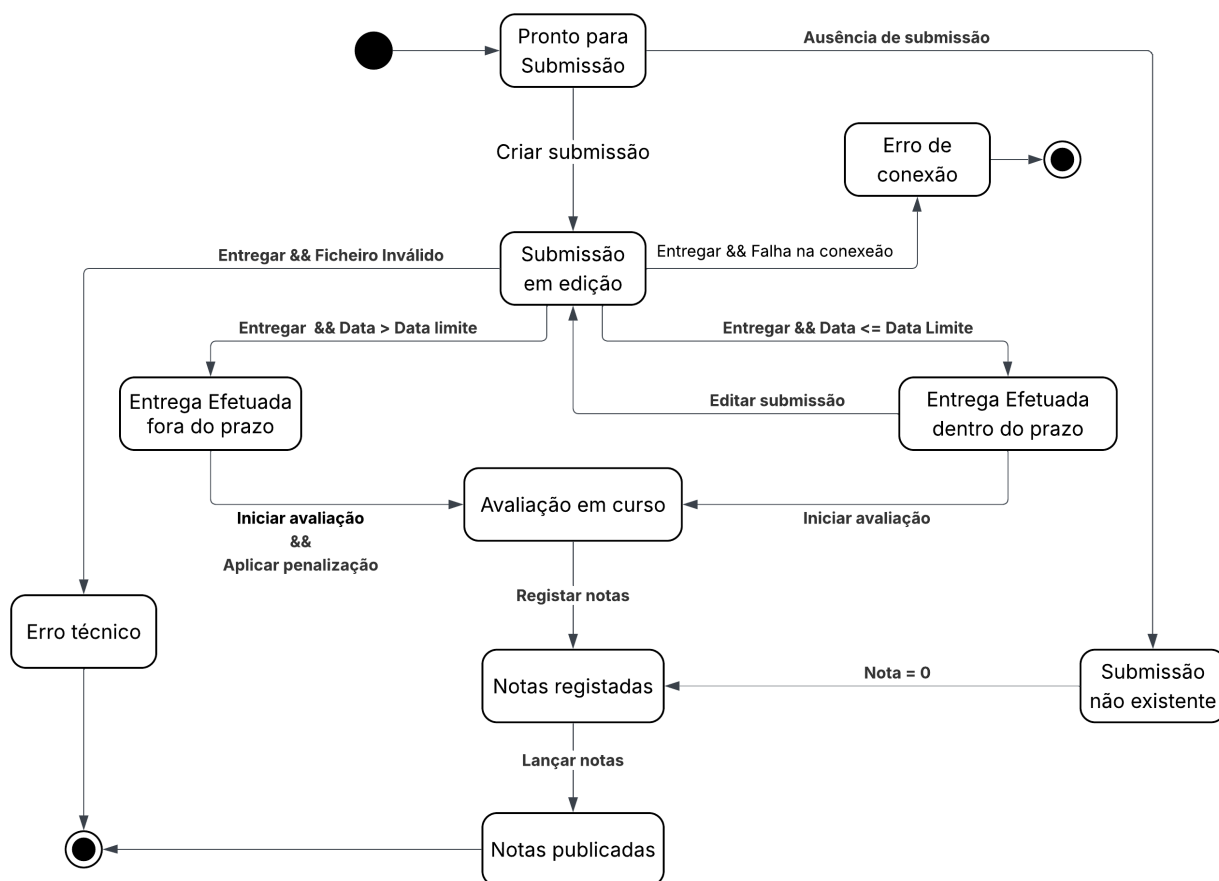 Pronto para
Submissão
Ausência de submissão
Criar submissão
Erro de
conexão
Entregar && Ficheiro Inválido
Submissão
em edição
Entregar && Falha na conexeão
Entregar  && Data > Data limite
Entregar && Data <= Data Limite
Entrega Efetuada
fora do prazo
Editar submissão
Entrega Efetuada
dentro do prazo
Avaliação em curso
Iniciar avaliação
&&
Aplicar penalização
Iniciar avaliação
Registar notas
Erro técnico
Notas registadas
Nota = 0
Submissão
não existente
Lançar notas
Notas publicadas